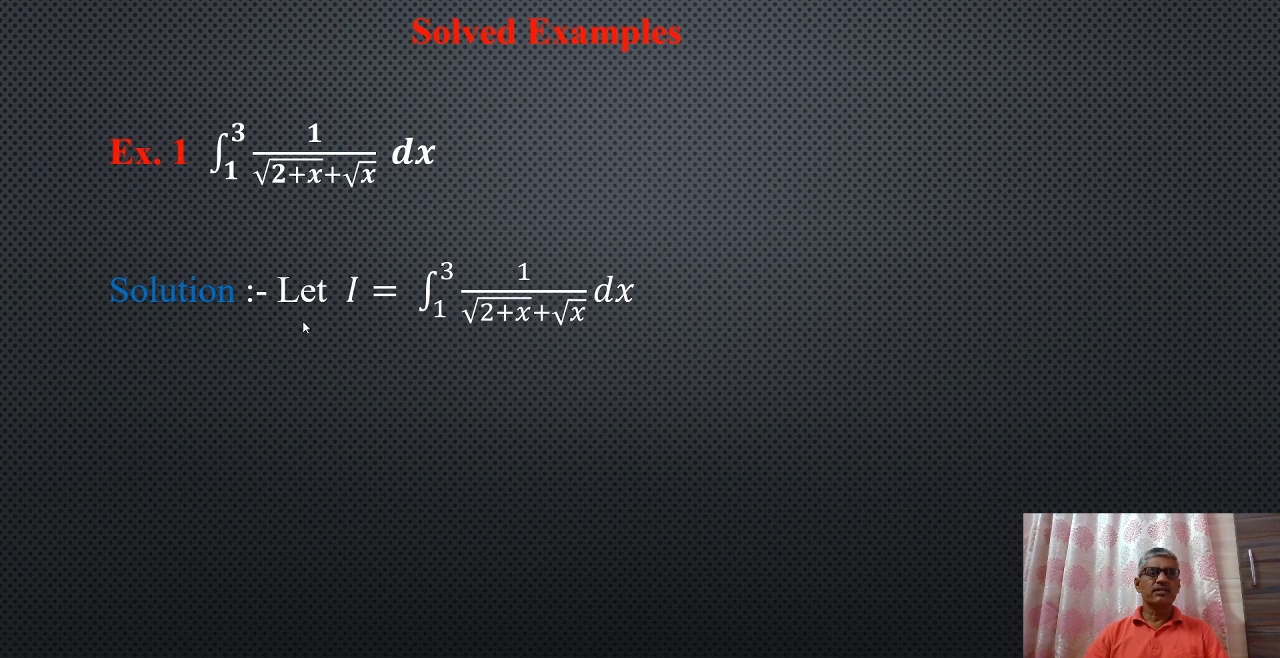 Solved Examples
Ex. 1 ∫₁³ 1/(√(2+x)+√x) dx
Solution :- Let I = ∫₁³ 1/(√(2+x)+√x) dx